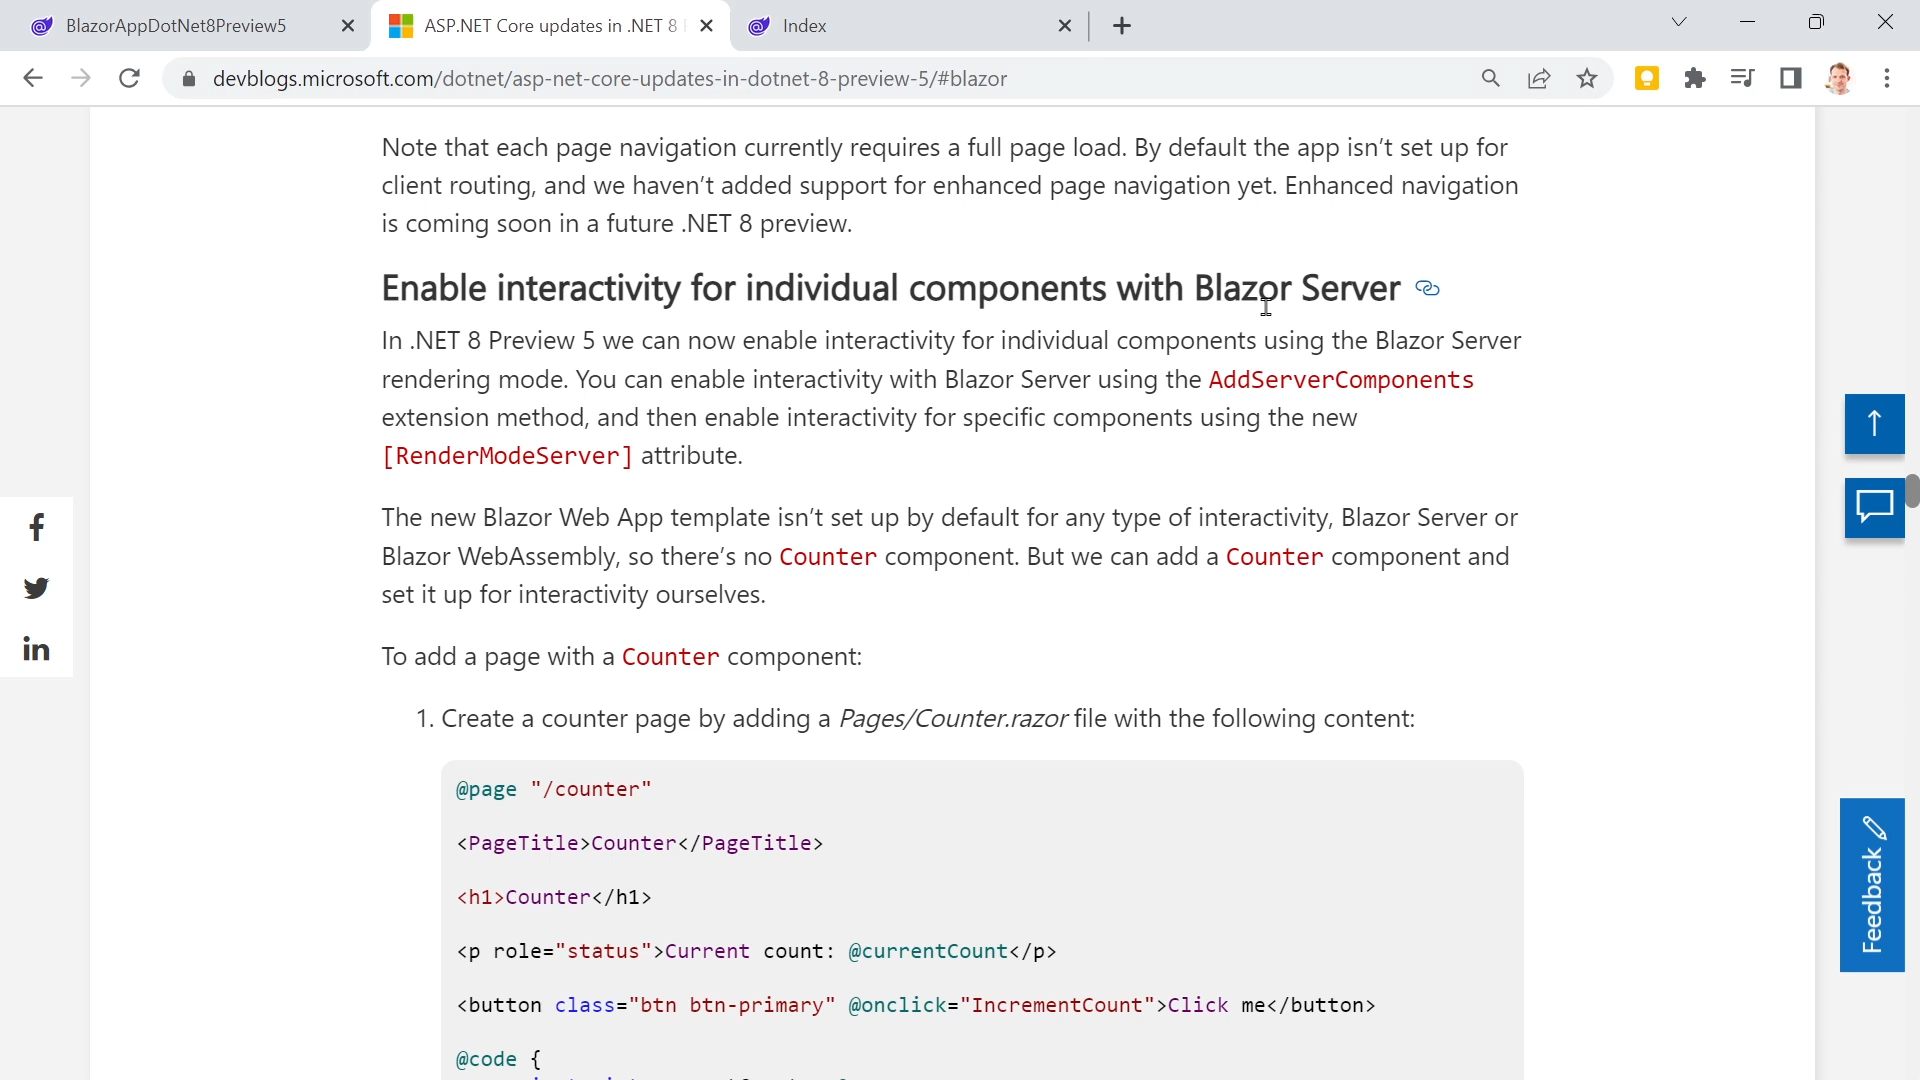 BlazorAppDotNet8Preview5
ASP.NET Core updates in .NET 8
Index
devblogs.microsoft.com/dotnet/asp-net-core-updates-in-dotnet-8-preview-5/#blazor
Note that each page navigation currently requires a full page load. By default the app isn't set up for
client routing, and we haven't added support for enhanced page navigation yet. Enhanced navigation
is coming soon in a future .NET 8 preview.
Enable interactivity for individual components with Blazor Server
In .NET 8 Preview 5 we can now enable interactivity for individual components using the Blazor Server
rendering mode. You can enable interactivity with Blazor Server using the AddServerComponents
extension method, and then enable interactivity for specific components using the new
[RenderModeServer] attribute.
The new Blazor Web App template isn't set up by default for any type of interactivity, Blazor Server or
Blazor WebAssembly, so there's no Counter component. But we can add a Counter component and
set it up for interactivity ourselves.
To add a page with a Counter component:
1. Create a counter page by adding a Pages/Counter.razor file with the following content:
@page "/counter"
<PageTitle>Counter</PageTitle>
<h1>Counter</h1>
<p role="status">Current count: @currentCount</p>
<button class="btn btn-primary" @onclick="IncrementCount">Click me</button>
@code {
Feedback